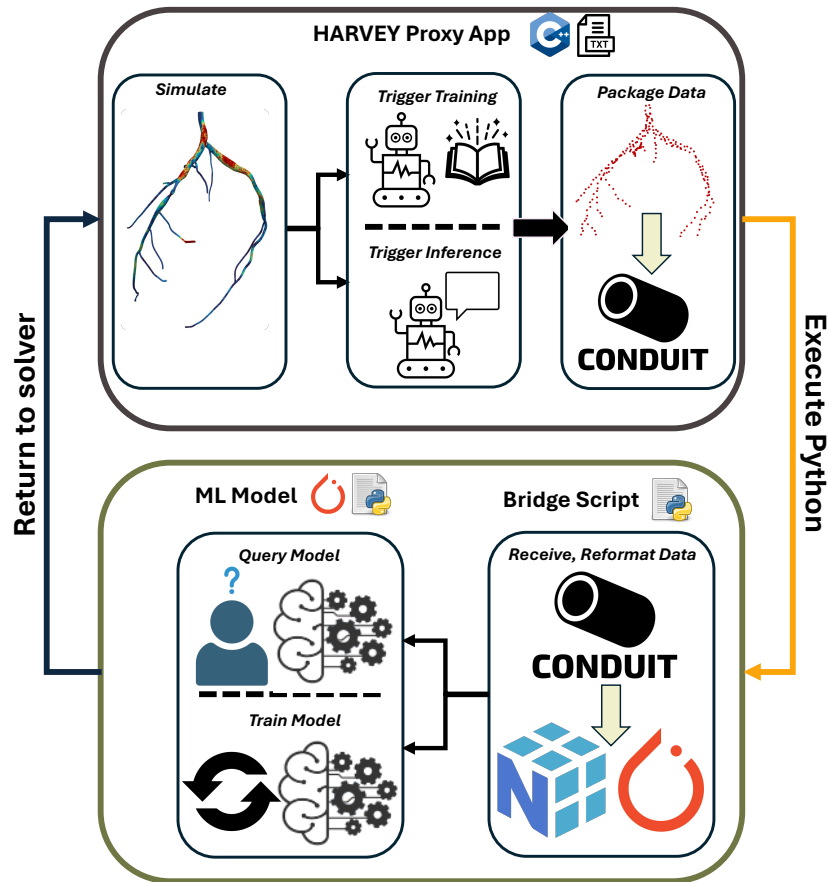 HARVEY Proxy App
C++
TXT
Simulate
Trigger Training
Trigger Inference
Package Data
CONDUIT
Execute Python
Return to solver
ML Model
Bridge Script
Query Model
?
Train Model
Receive, Reformat Data
CONDUIT
N